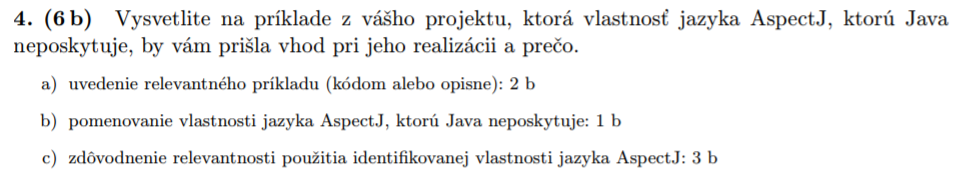 4. (6 b) Vysvetlite na príklade z vášho projektu, ktorá vlastnosť jazyka AspectJ, ktorú Java
neposkytuje, by vám prišla vhod pri jeho realizácii a prečo.
a) uvedenie relevantného príkladu (kódom alebo opisne): 2 b
b) pomenovanie vlastnosti jazyka AspectJ, ktorú Java neposkytuje: 1 b
c) zdôvodnenie relevantnosti použitia identifikovanej vlastnosti jazyka AspectJ: 3 b